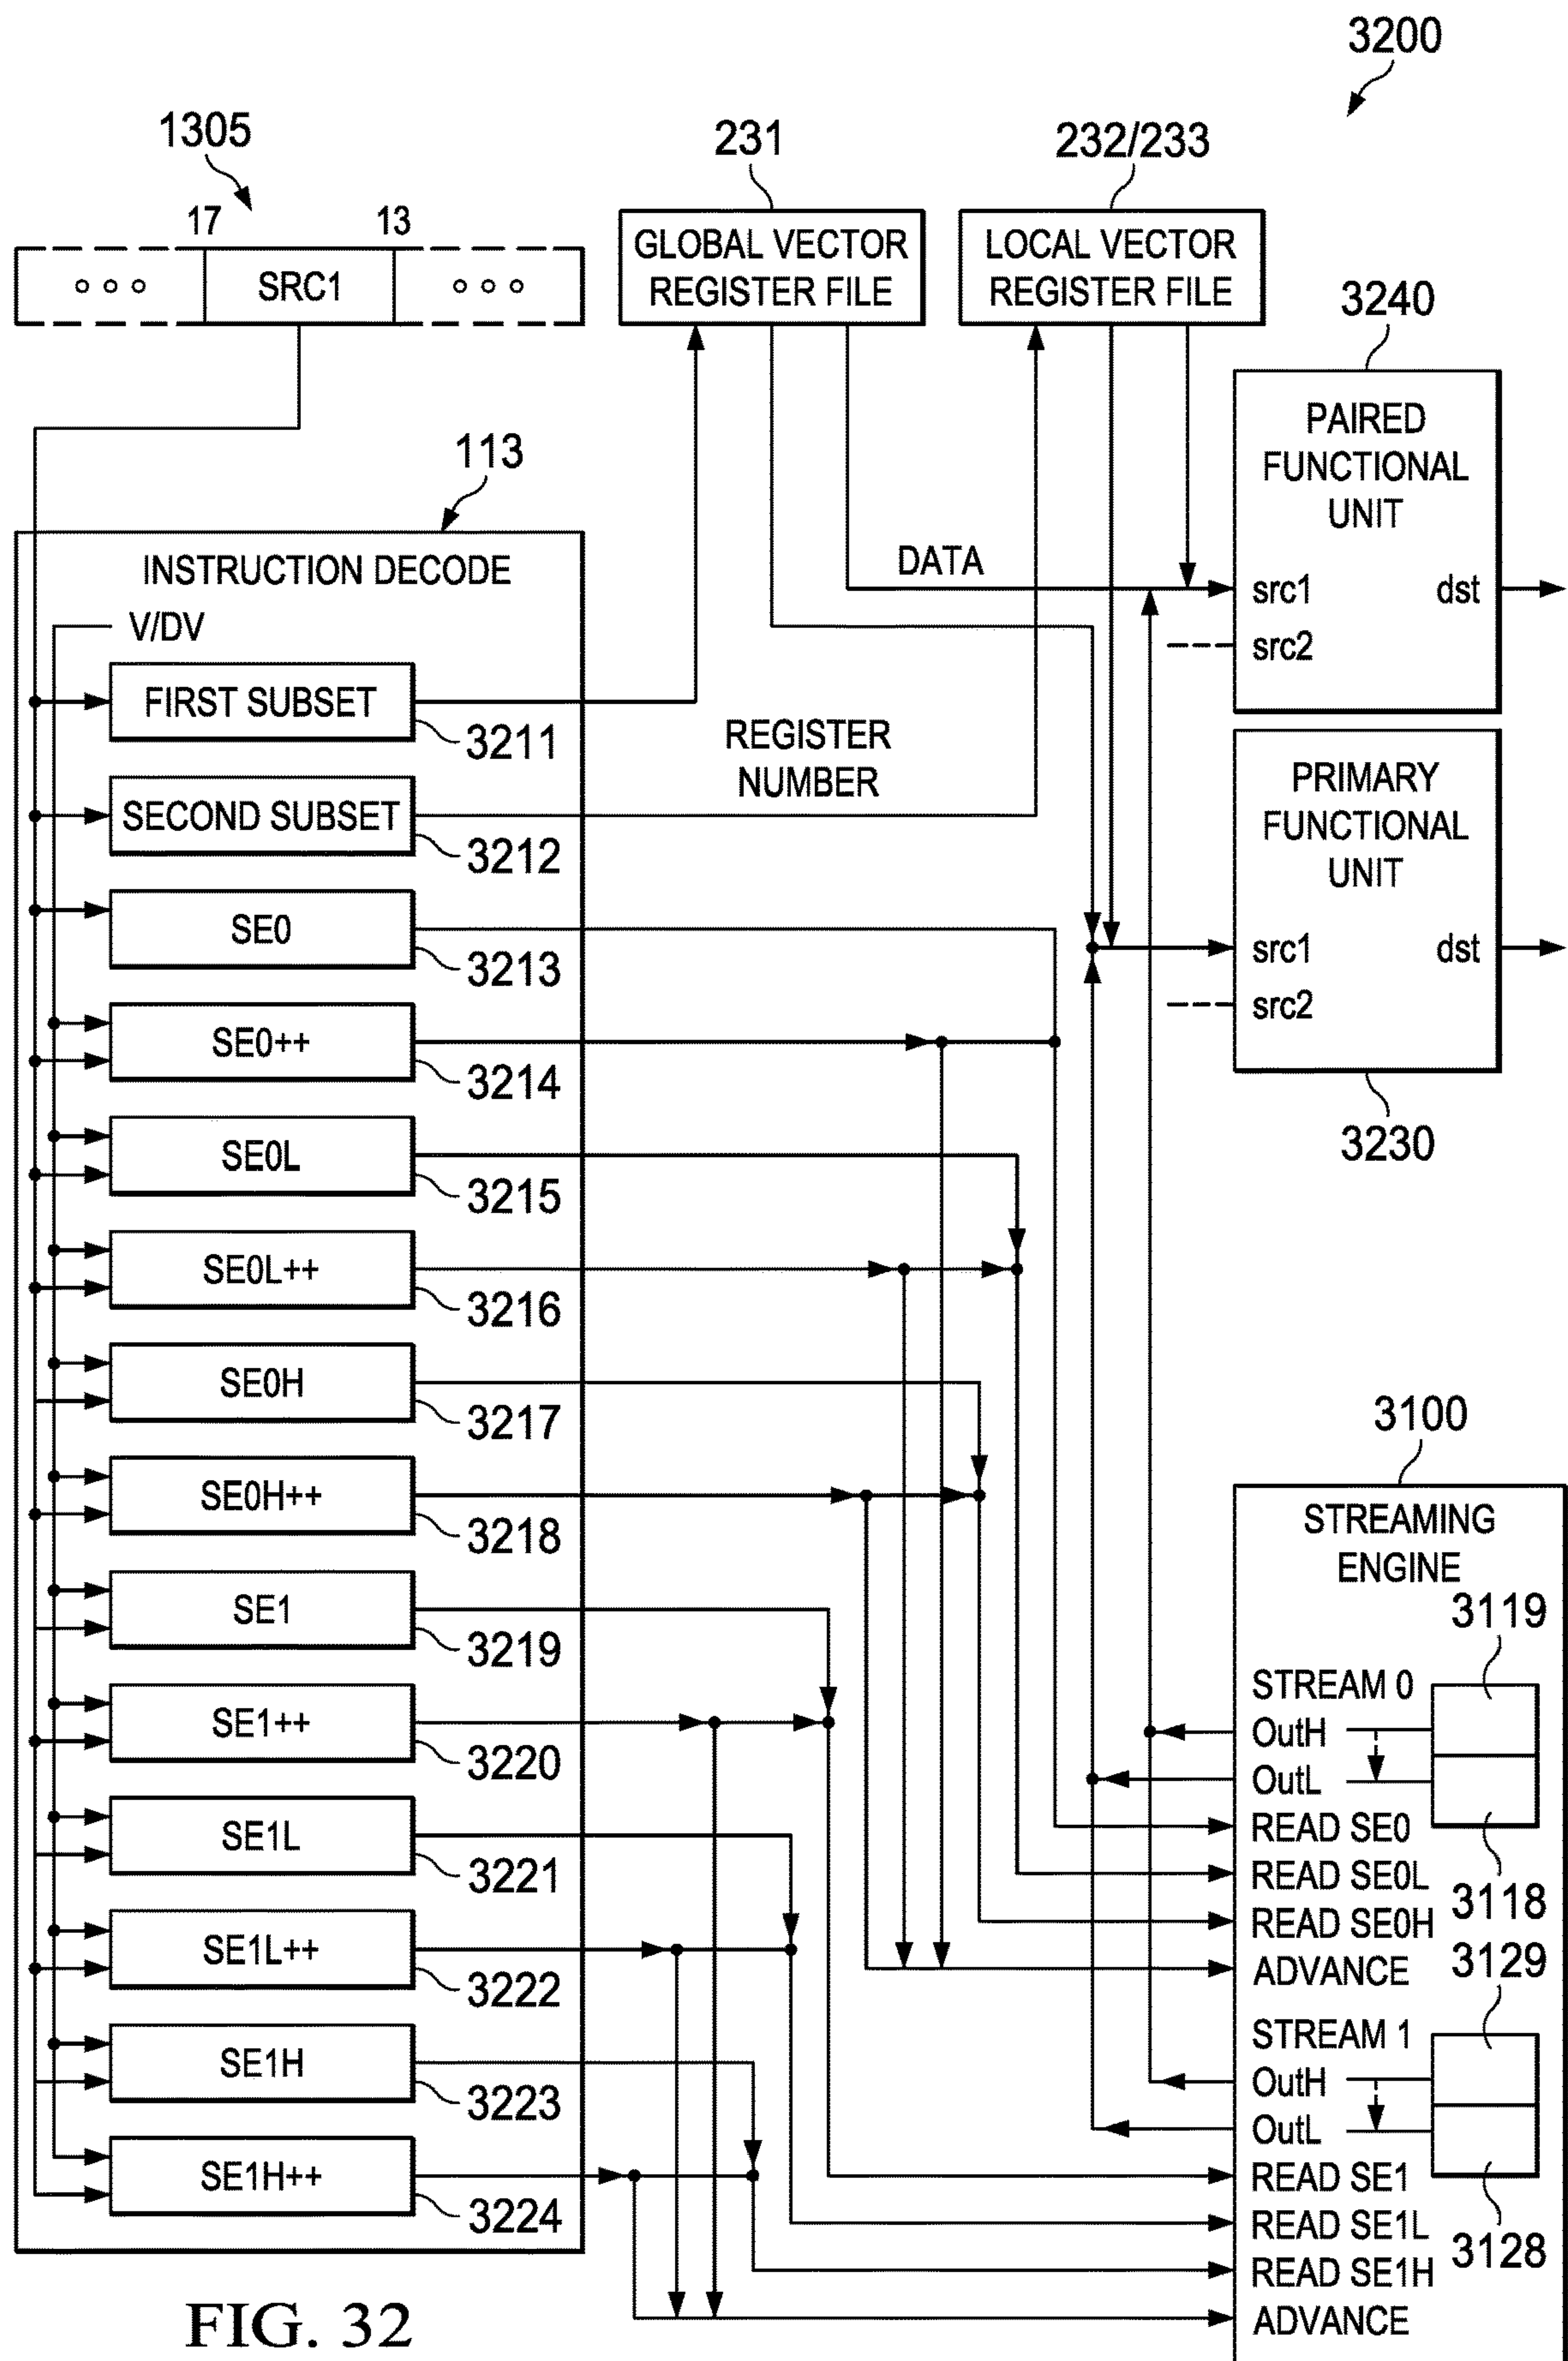 3200
1305
231
232/233
17
13
SRC1
GLOBAL VECTOR
REGISTER FILE
LOCAL VECTOR
REGISTER FILE
3240
PAIRED
FUNCTIONAL
UNIT
src1
dst
src2
DATA
113
INSTRUCTION DECODE
V/DV
FIRST SUBSET
3211
REGISTER
NUMBER
SECOND SUBSET
3212
PRIMARY
FUNCTIONAL
UNIT
src1
dst
src2
3230
SE0
3213
SE0++
3214
SE0L
3215
SE0L++
3216
SE0H
3217
SE0H++
3218
SE1
3219
SE1++
3220
SE1L
3221
SE1L++
3222
SE1H
3223
SE1H++
3224
3100
STREAMING
ENGINE
3119
STREAM 0
OutH
OutL
READ SE0
READ SE0L
3118
READ SE0H
ADVANCE
3129
STREAM 1
OutH
OutL
READ SE1
READ SE1L
3128
READ SE1H
ADVANCE
FIG. 32